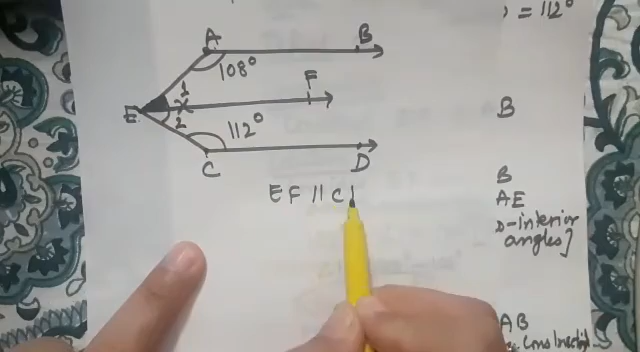 ) = 112°
A B
108°
F
1
E x
2
112°
C D
EF || C
B
B
AE
D-interior
angles]
AB